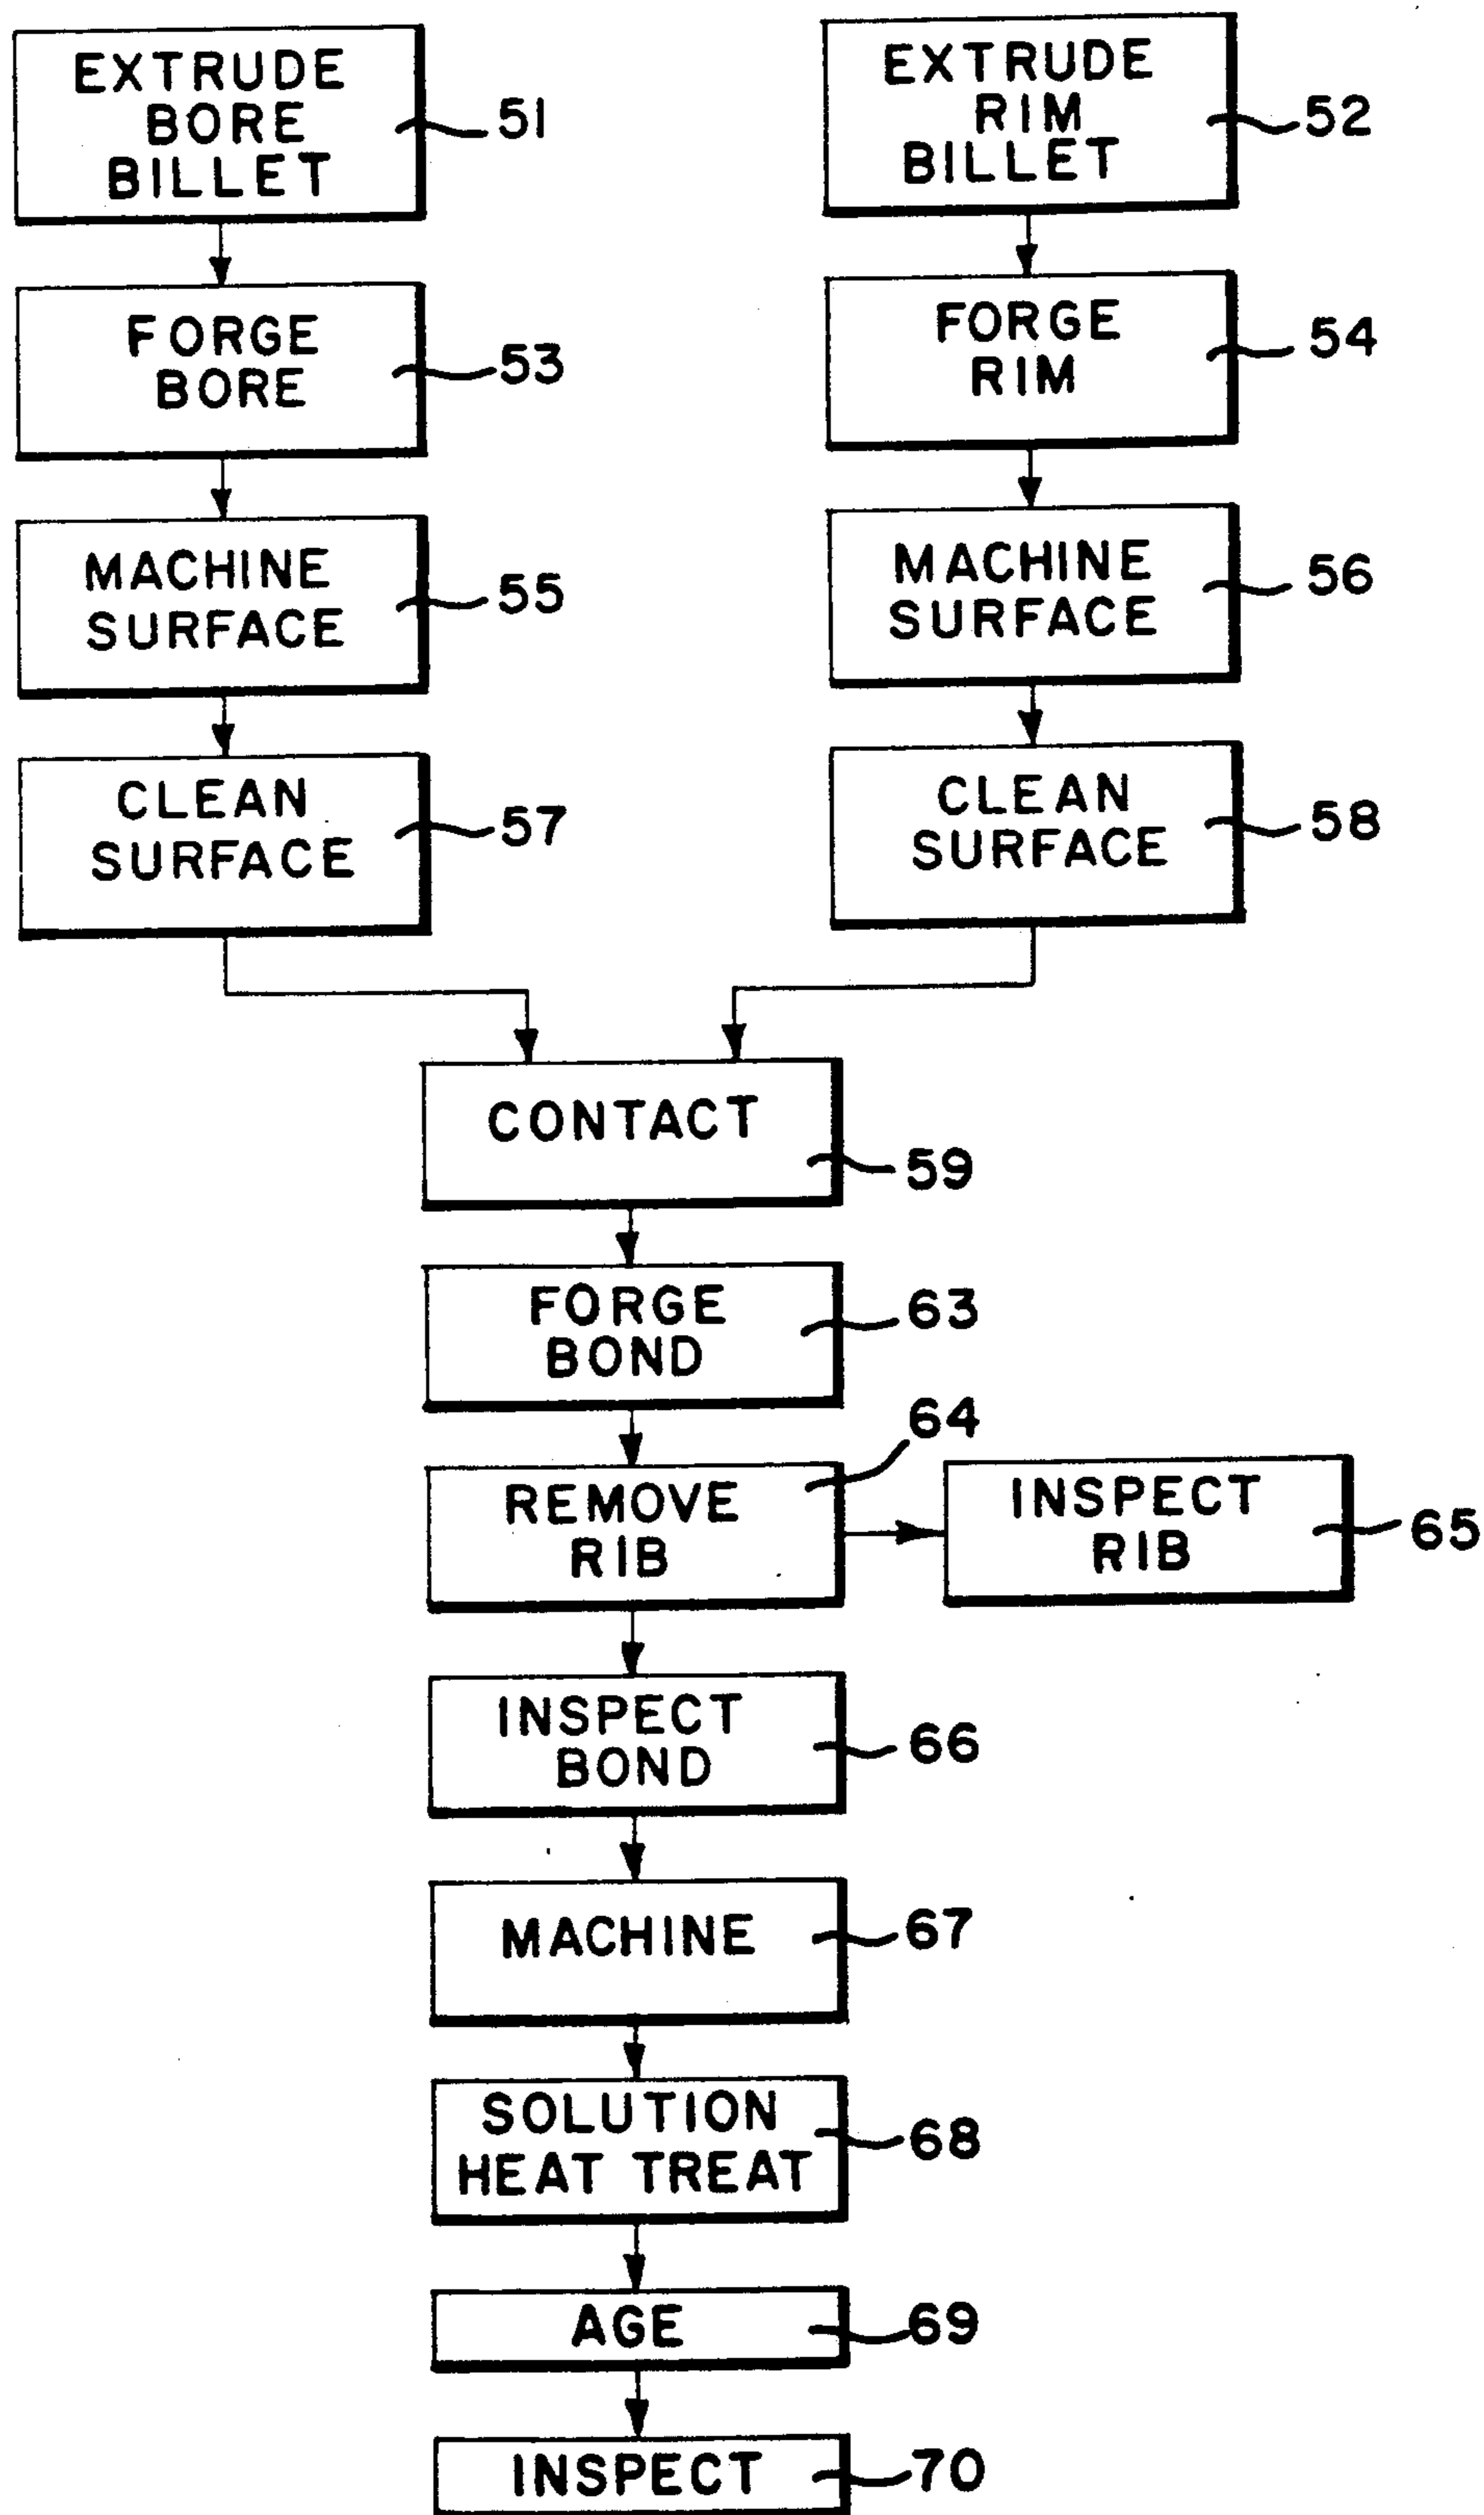 EXTRUDE
BORE
BILLET
51
EXTRUDE
RIM
BILLET
52
FORGE
BORE
53
FORGE
RIM
54
MACHINE
SURFACE
55
MACHINE
SURFACE
56
CLEAN
SURFACE
57
CLEAN
SURFACE
58
CONTACT
59
FORGE
BOND
63
REMOVE
RIB
64
INSPECT
RIB
65
INSPECT
BOND
66
MACHINE
67
SOLUTION
HEAT TREAT
68
AGE
69
INSPECT
70